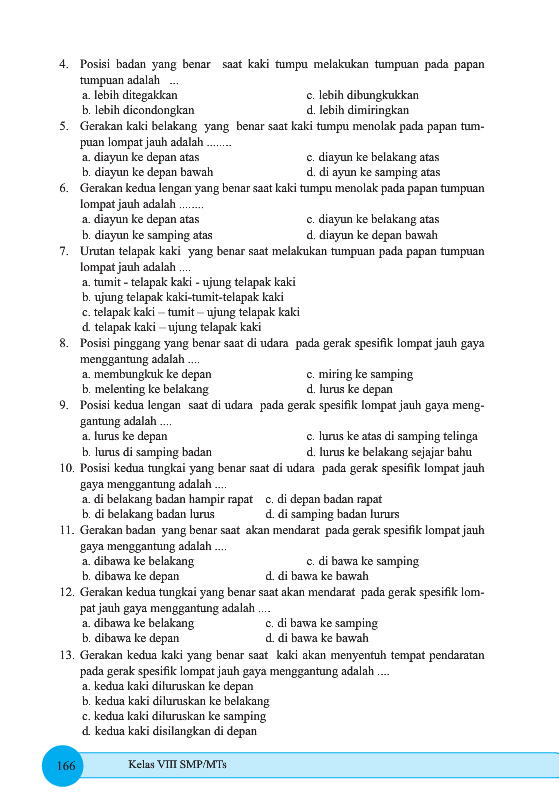 4. Posisi badan yang benar saat kaki tumpu melakukan tumpuan pada papan
tumpuan adalah ...
a. lebih ditegakkan c. lebih dibungkukkan
b. lebih dicondongkan d. lebih dimiringkan
5. Gerakan kaki belakang yang benar saat kaki tumpu menolak pada papan tum-
puan lompat jauh adalah ........
a. diayun ke depan atas c. diayun ke belakang atas
b. diayun ke depan bawah d. di ayun ke samping atas
6. Gerakan kedua lengan yang benar saat kaki tumpu menolak pada papan tumpuan
lompat jauh adalah ........
a. diayun ke depan atas c. diayun ke belakang atas
b. diayun ke samping atas d. diayun ke depan bawah
7. Urutan telapak kaki yang benar saat melakukan tumpuan pada papan tumpuan
lompat jauh adalah ....
a. tumit - telapak kaki - ujung telapak kaki
b. ujung telapak kaki-tumit-telapak kaki
c. telapak kaki – tumit – ujung telapak kaki
d. telapak kaki – ujung telapak kaki
8. Posisi pinggang yang benar saat di udara pada gerak spesifik lompat jauh gaya
menggantung adalah ....
a. membungkuk ke depan c. miring ke samping
b. melenting ke belakang d. lurus ke depan
9. Posisi kedua lengan saat di udara pada gerak spesifik lompat jauh gaya meng-
gantung adalah ....
a. lurus ke depan c. lurus ke atas di samping telinga
b. lurus di samping badan d. lurus ke belakang sejajar bahu
10. Posisi kedua tungkai yang benar saat di udara pada gerak spesifik lompat jauh
gaya menggantung adalah ....
a. di belakang badan hampir rapat c. di depan badan rapat
b. di belakang badan lurus d. di samping badan lururs
11. Gerakan badan yang benar saat akan mendarat pada gerak spesifik lompat jauh
gaya menggantung adalah ....
a. dibawa ke belakang c. di bawa ke samping
b. dibawa ke depan d. di bawa ke bawah
12. Gerakan kedua tungkai yang benar saat akan mendarat pada gerak spesifik lom-
pat jauh gaya menggantung adalah ....
a. dibawa ke belakang c. di bawa ke samping
b. dibawa ke depan d. di bawa ke bawah
13. Gerakan kedua kaki yang benar saat kaki akan menyentuh tempat pendaratan
pada gerak spesifik lompat jauh gaya menggantung adalah ....
a. kedua kaki diluruskan ke depan
b. kedua kaki diluruskan ke belakang
c. kedua kaki diluruskan ke samping
d. kedua kaki disilangkan di depan
166 Kelas VIII SMP/MTs